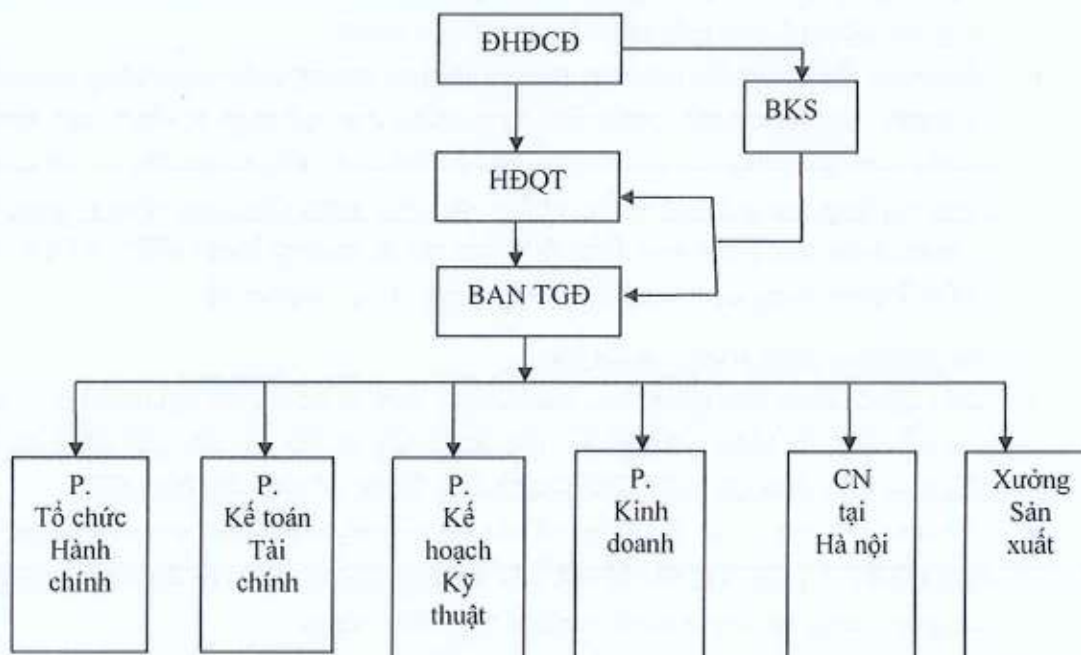 ĐHĐCĐ
BKS
HĐQT
BAN TGĐ
P.
Tổ chức
Hành
chính
P.
Kế toán
Tài
chính
P.
Kế
hoạch
Kỹ
thuật
P.
Kinh
doanh
CN
tại
Hà nội
Xưởng
Sản
xuất